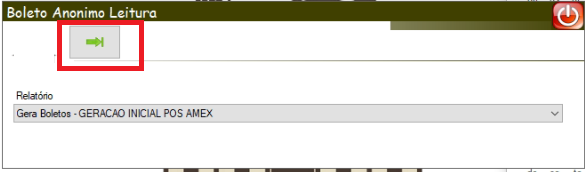 Boleto Anonimo Leitura
Relatório
Gera Boletos - GERACAO INICIAL POS AMEX